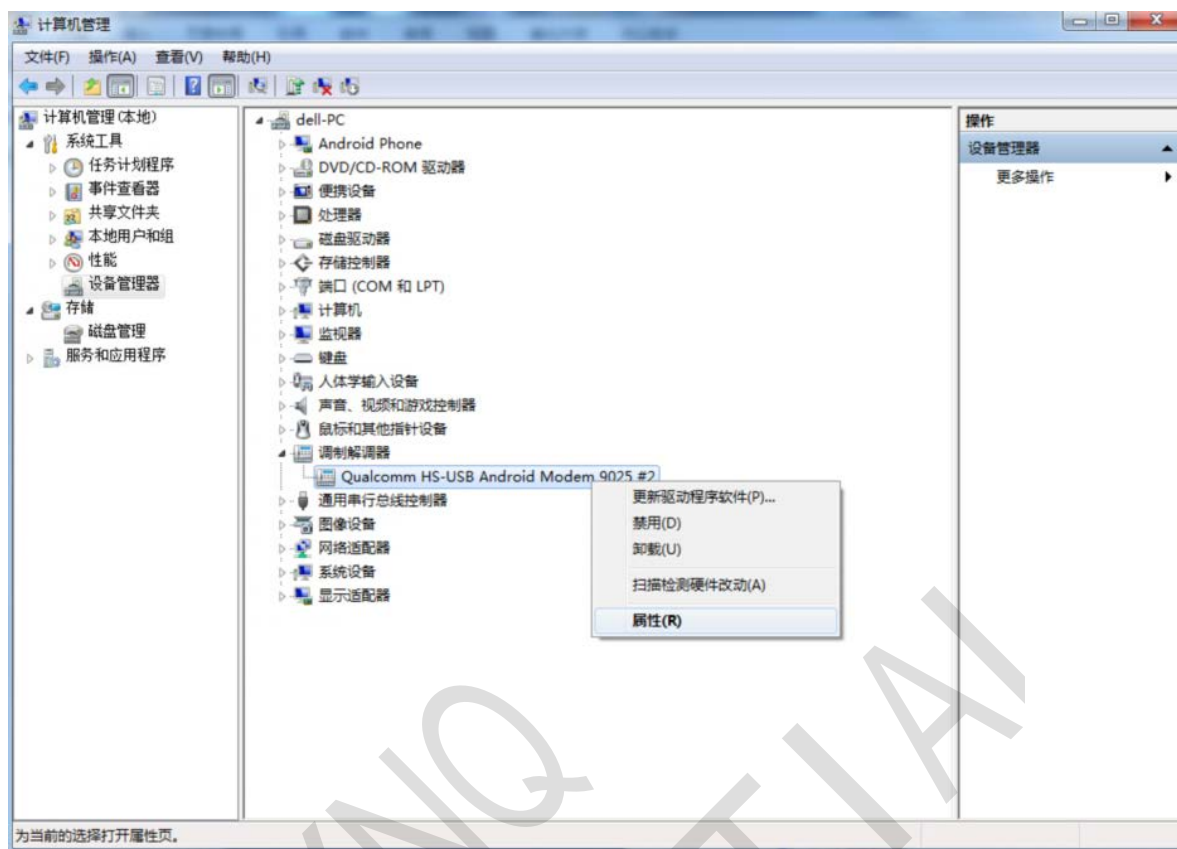 计算机管理
文件(F) 操作(A) 查看(V) 帮助(H)
计算机管理(本地)
系统工具
任务计划程序
事件查看器
共享文件夹
本地用户和组
性能
设备管理器
存储
磁盘管理
服务和应用程序
dell-PC
Android Phone
DVD/CD-ROM 驱动器
便携设备
处理器
磁盘驱动器
存储控制器
端口 (COM 和 LPT)
计算机
监视器
键盘
人体学输入设备
声音、视频和游戏控制器
鼠标和其他指针设备
调制解调器
Qualcomm HS-USB Android Modem 9025 #2
通用串行总线控制器
图像设备
网络适配器
系统设备
显示适配器
更新驱动程序软件(P)...
禁用(D)
卸载(U)
扫描检测硬件改动(A)
属性(R)
操作
设备管理器
更多操作
为当前的选择打开属性页。